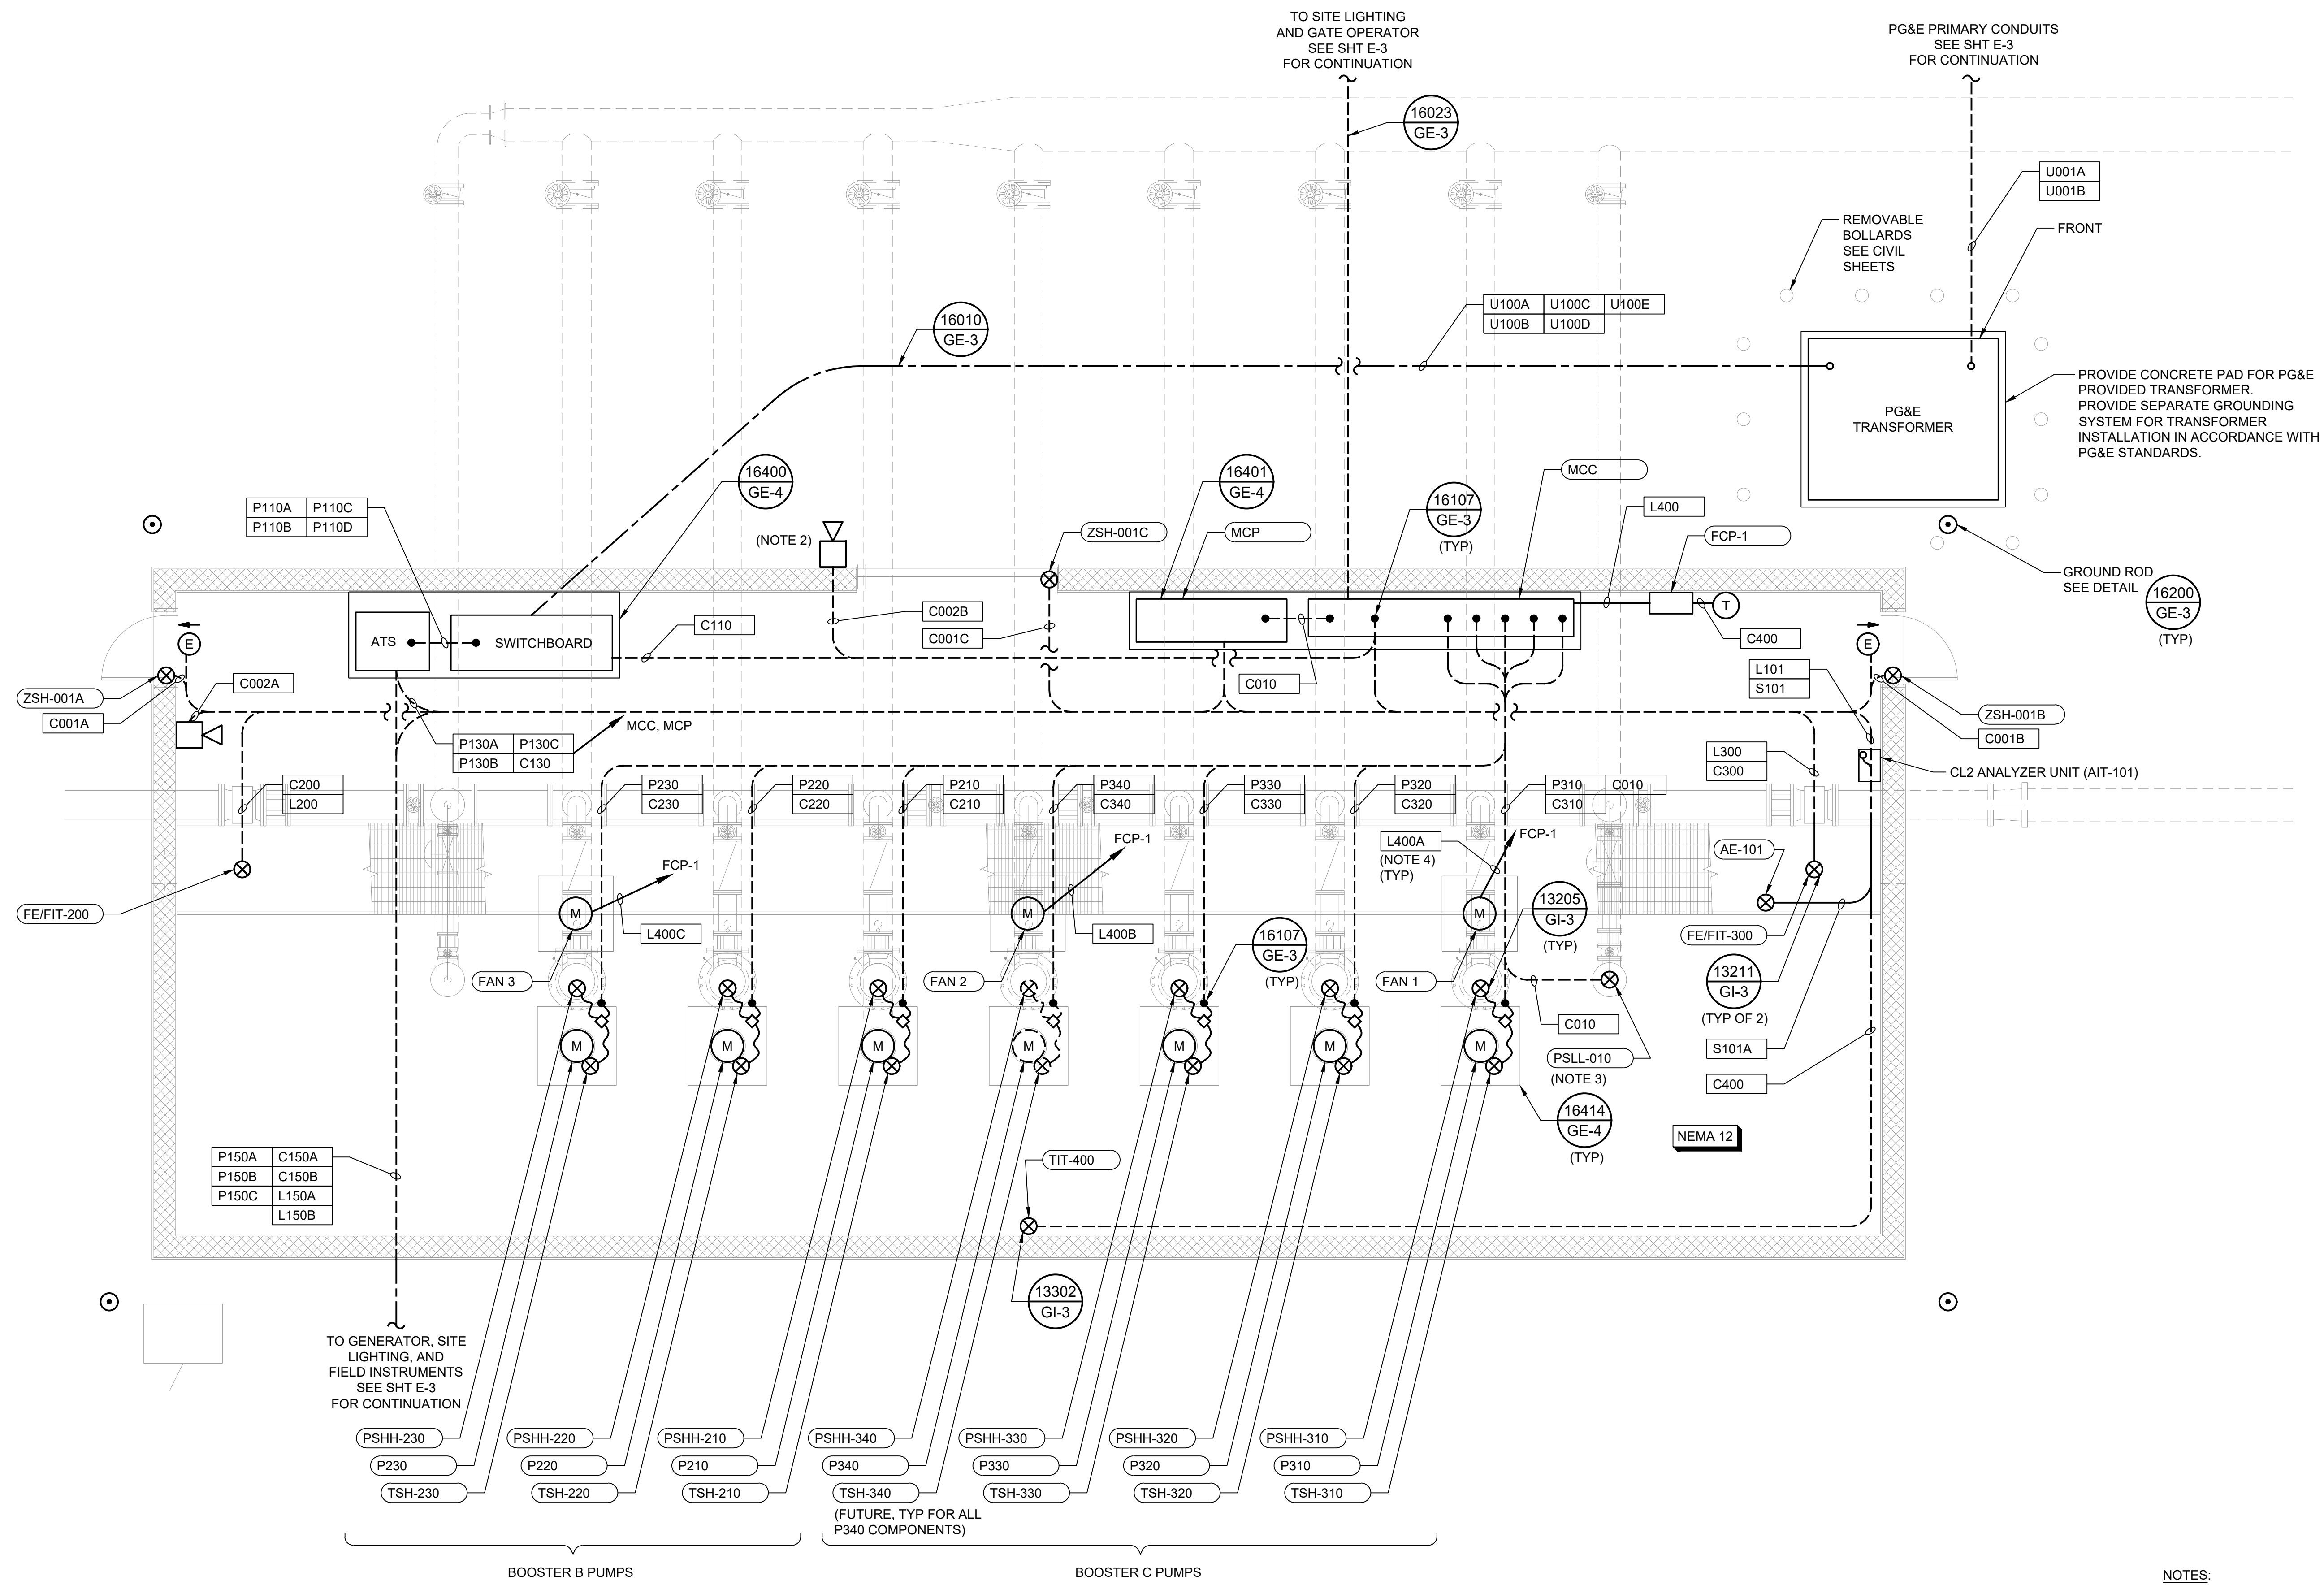 TO SITE LIGHTING
AND GATE OPERATOR
SEE SHT E-3
FOR CONTINUATION
PG&E PRIMARY CONDUITS
SEE SHT E-3
FOR CONTINUATION
16023
GE-3
U001A
U001B
REMOVABLE
BOLLARDS
SEE CIVIL
SHEETS
FRONT
U100A U100C U100E
U100B U100D
16010
GE-3
PG&E
TRANSFORMER
PROVIDE CONCRETE PAD FOR PG&E
PROVIDED TRANSFORMER.
PROVIDE SEPARATE GROUNDING
SYSTEM FOR TRANSFORMER
INSTALLATION IN ACCORDANCE WITH
PG&E STANDARDS.
16400
GE-4
16401
GE-4
MCC
P110A P110C
P110B P110D
16107
GE-3
(TYP)
L400
(NOTE 2)
ZSH-001C
MCP
FCP-1
GROUND ROD
SEE DETAIL
16200
GE-3
(TYP)
ATS
SWITCHBOARD
C110
C002B
C001C
T
C400
E
E
C010
L101
S101
ZSH-001A
C001A
C002A
MCC, MCP
ZSH-001B
C001B
P130A P130C
P130B C130
L300
C300
CL2 ANALYZER UNIT (AIT-101)
C200
L200
P230
C230
P220
C220
P210
C210
P340
C340
P330
C330
P320
C320
P310 C010
C310
FCP-1
FCP-1
L400A
(NOTE 4)
(TYP)
FCP-1
AE-101
FE/FIT-200
M
M
M
13205
GI-3
(TYP)
L400C
L400B
16107
GE-3
(TYP)
FE/FIT-300
FAN 3
FAN 2
FAN 1
13211
GI-3
(TYP OF 2)
C010
M
M
M
M
M
M
M
S101A
PSLL-010
(NOTE 3)
C400
16414
GE-4
(TYP)
NEMA 12
P150A C150A
P150B C150B
P150C L150A
L150B
TIT-400
13302
GI-3
TO GENERATOR, SITE
LIGHTING, AND
FIELD INSTRUMENTS
SEE SHT E-3
FOR CONTINUATION
PSHH-230
PSHH-220
PSHH-210
PSHH-340
PSHH-330
PSHH-320
PSHH-310
P230
P220
P210
P340
P330
P320
P310
TSH-230
TSH-220
TSH-210
TSH-340
TSH-330
TSH-320
TSH-310
(FUTURE, TYP FOR ALL
P340 COMPONENTS)
BOOSTER B PUMPS
BOOSTER C PUMPS
NOTES: